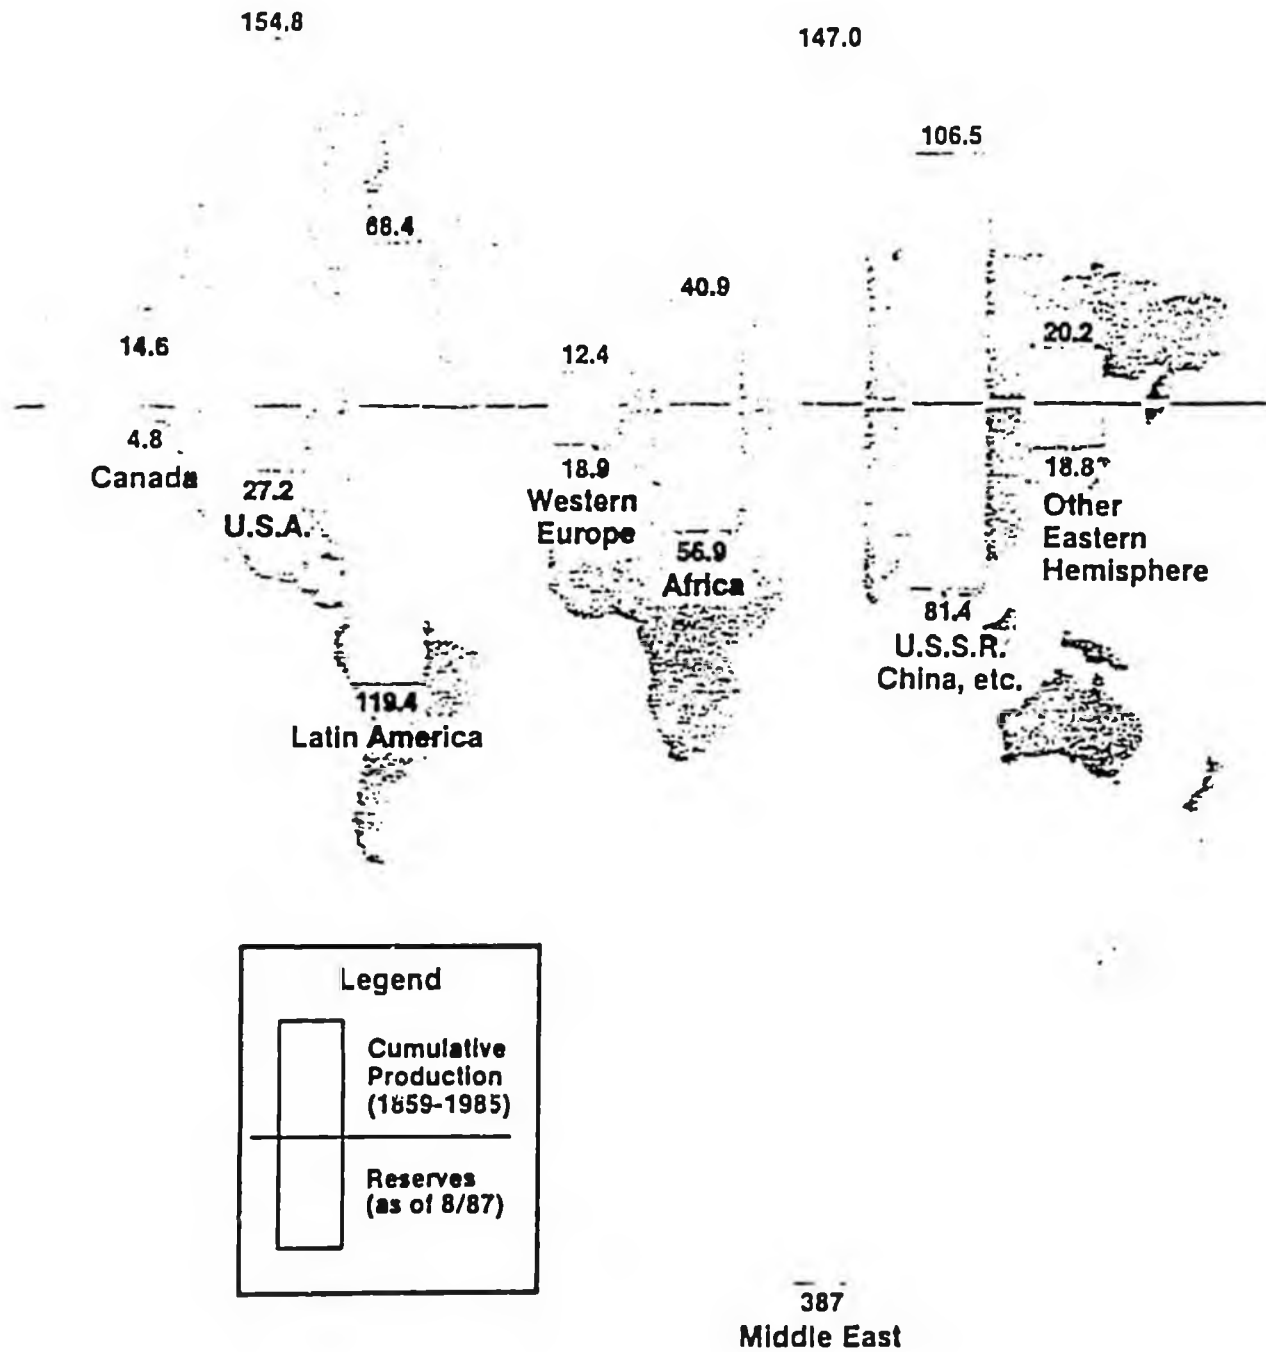 154.8
147.0
106.5
68.4
40.9
20.2
14.6
12.4
4.8
Canada
27.2
U.S.A.
18.9
Western
Europe
18.8
Other
Eastern
Hemisphere
56.9
Africa
81.4
U.S.S.R.
China, etc.
119.4
Latin America
Legend
Cumulative
Production
(1859-1985)
Reserves
(as of 8/87)
387
Middle East